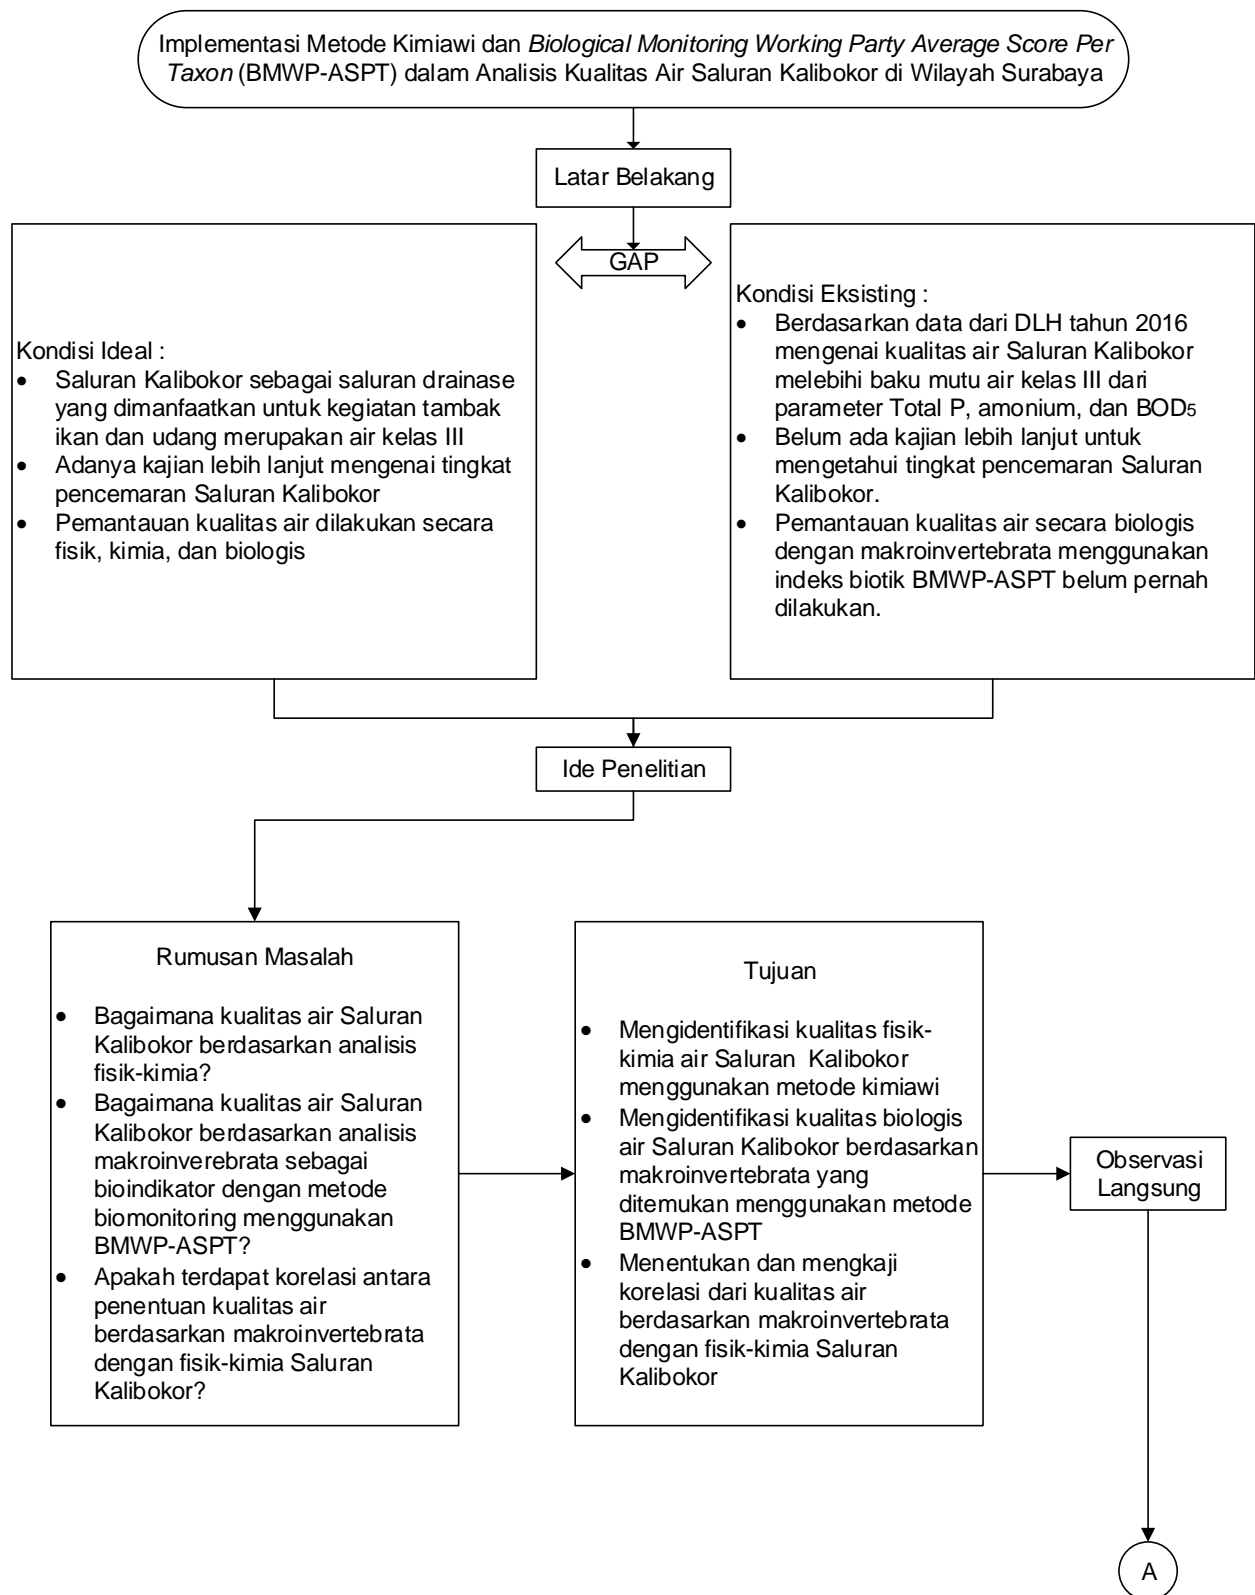 Implementasi Metode Kimiawi dan Biological Monitoring Working Party Average Score Per
Taxon (BMWP-ASPT) dalam Analisis Kualitas Air Saluran Kalibokor di Wilayah Surabaya
Latar Belakang
GAP
Kondisi Ideal :
• Saluran Kalibokor sebagai saluran drainase
yang dimanfaatkan untuk kegiatan tambak
ikan dan udang merupakan air kelas III
• Adanya kajian lebih lanjut mengenai tingkat
pencemaran Saluran Kalibokor
• Pemantauan kualitas air dilakukan secara
fisik, kimia, dan biologis
Kondisi Eksisting :
• Berdasarkan data dari DLH tahun 2016
mengenai kualitas air Saluran Kalibokor
melebihi baku mutu air kelas III dari
parameter Total P, amonium, dan BOD5
• Belum ada kajian lebih lanjut untuk
mengetahui tingkat pencemaran Saluran
Kalibokor.
• Pemantauan kualitas air secara biologis
dengan makroinvertebrata menggunakan
indeks biotik BMWP-ASPT belum pernah
dilakukan.
Ide Penelitian
Rumusan Masalah
• Bagaimana kualitas air Saluran
Kalibokor berdasarkan analisis
fisik-kimia?
• Bagaimana kualitas air Saluran
Kalibokor berdasarkan analisis
makroinverebrata sebagai
bioindikator dengan metode
biomonitoring menggunakan
BMWP-ASPT?
• Apakah terdapat korelasi antara
penentuan kualitas air
berdasarkan makroinvertebrata
dengan fisik-kimia Saluran
Kalibokor?
Tujuan
• Mengidentifikasi kualitas fisik-
kimia air Saluran Kalibokor
menggunakan metode kimiawi
• Mengidentifikasi kualitas biologis
air Saluran Kalibokor berdasarkan
makroinvertebrata yang
ditemukan menggunakan metode
BMWP-ASPT
• Menentukan dan mengkaji
korelasi dari kualitas air
berdasarkan makroinvertebrata
dengan fisik-kimia Saluran
Kalibokor
Observasi
Langsung
A